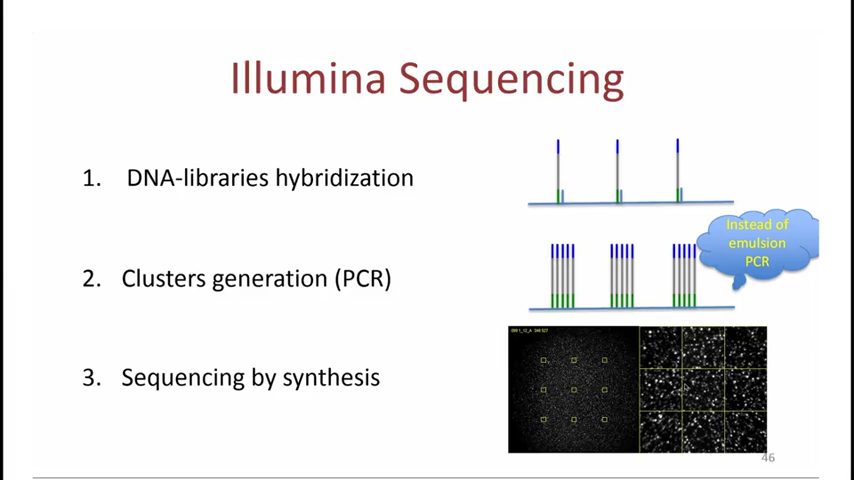 Illumina Sequencing
1. DNA-libraries hybridization
2. Clusters generation (PCR)
Instead of
emulsion
PCR
3. Sequencing by synthesis
46